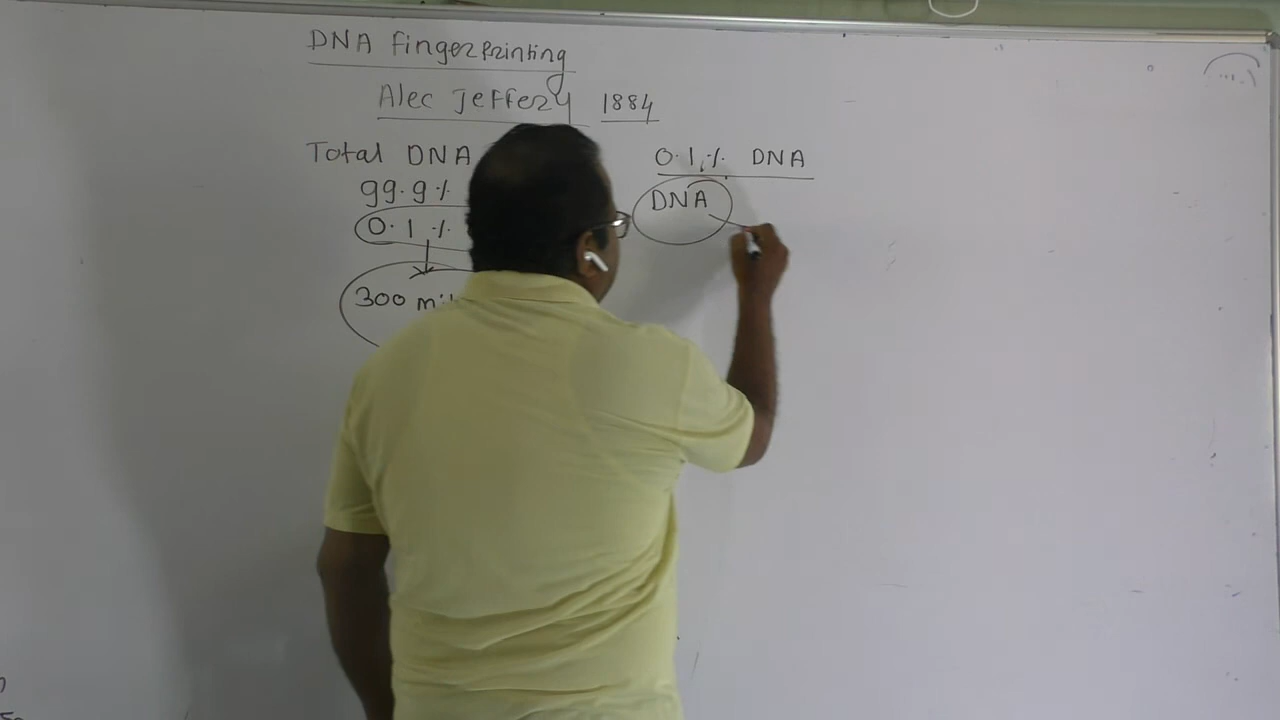 DNA FingerPrinting
Alec Jeffery 1884
Total DNA
99.9%
0.1%
300
0.1% DNA
DNA